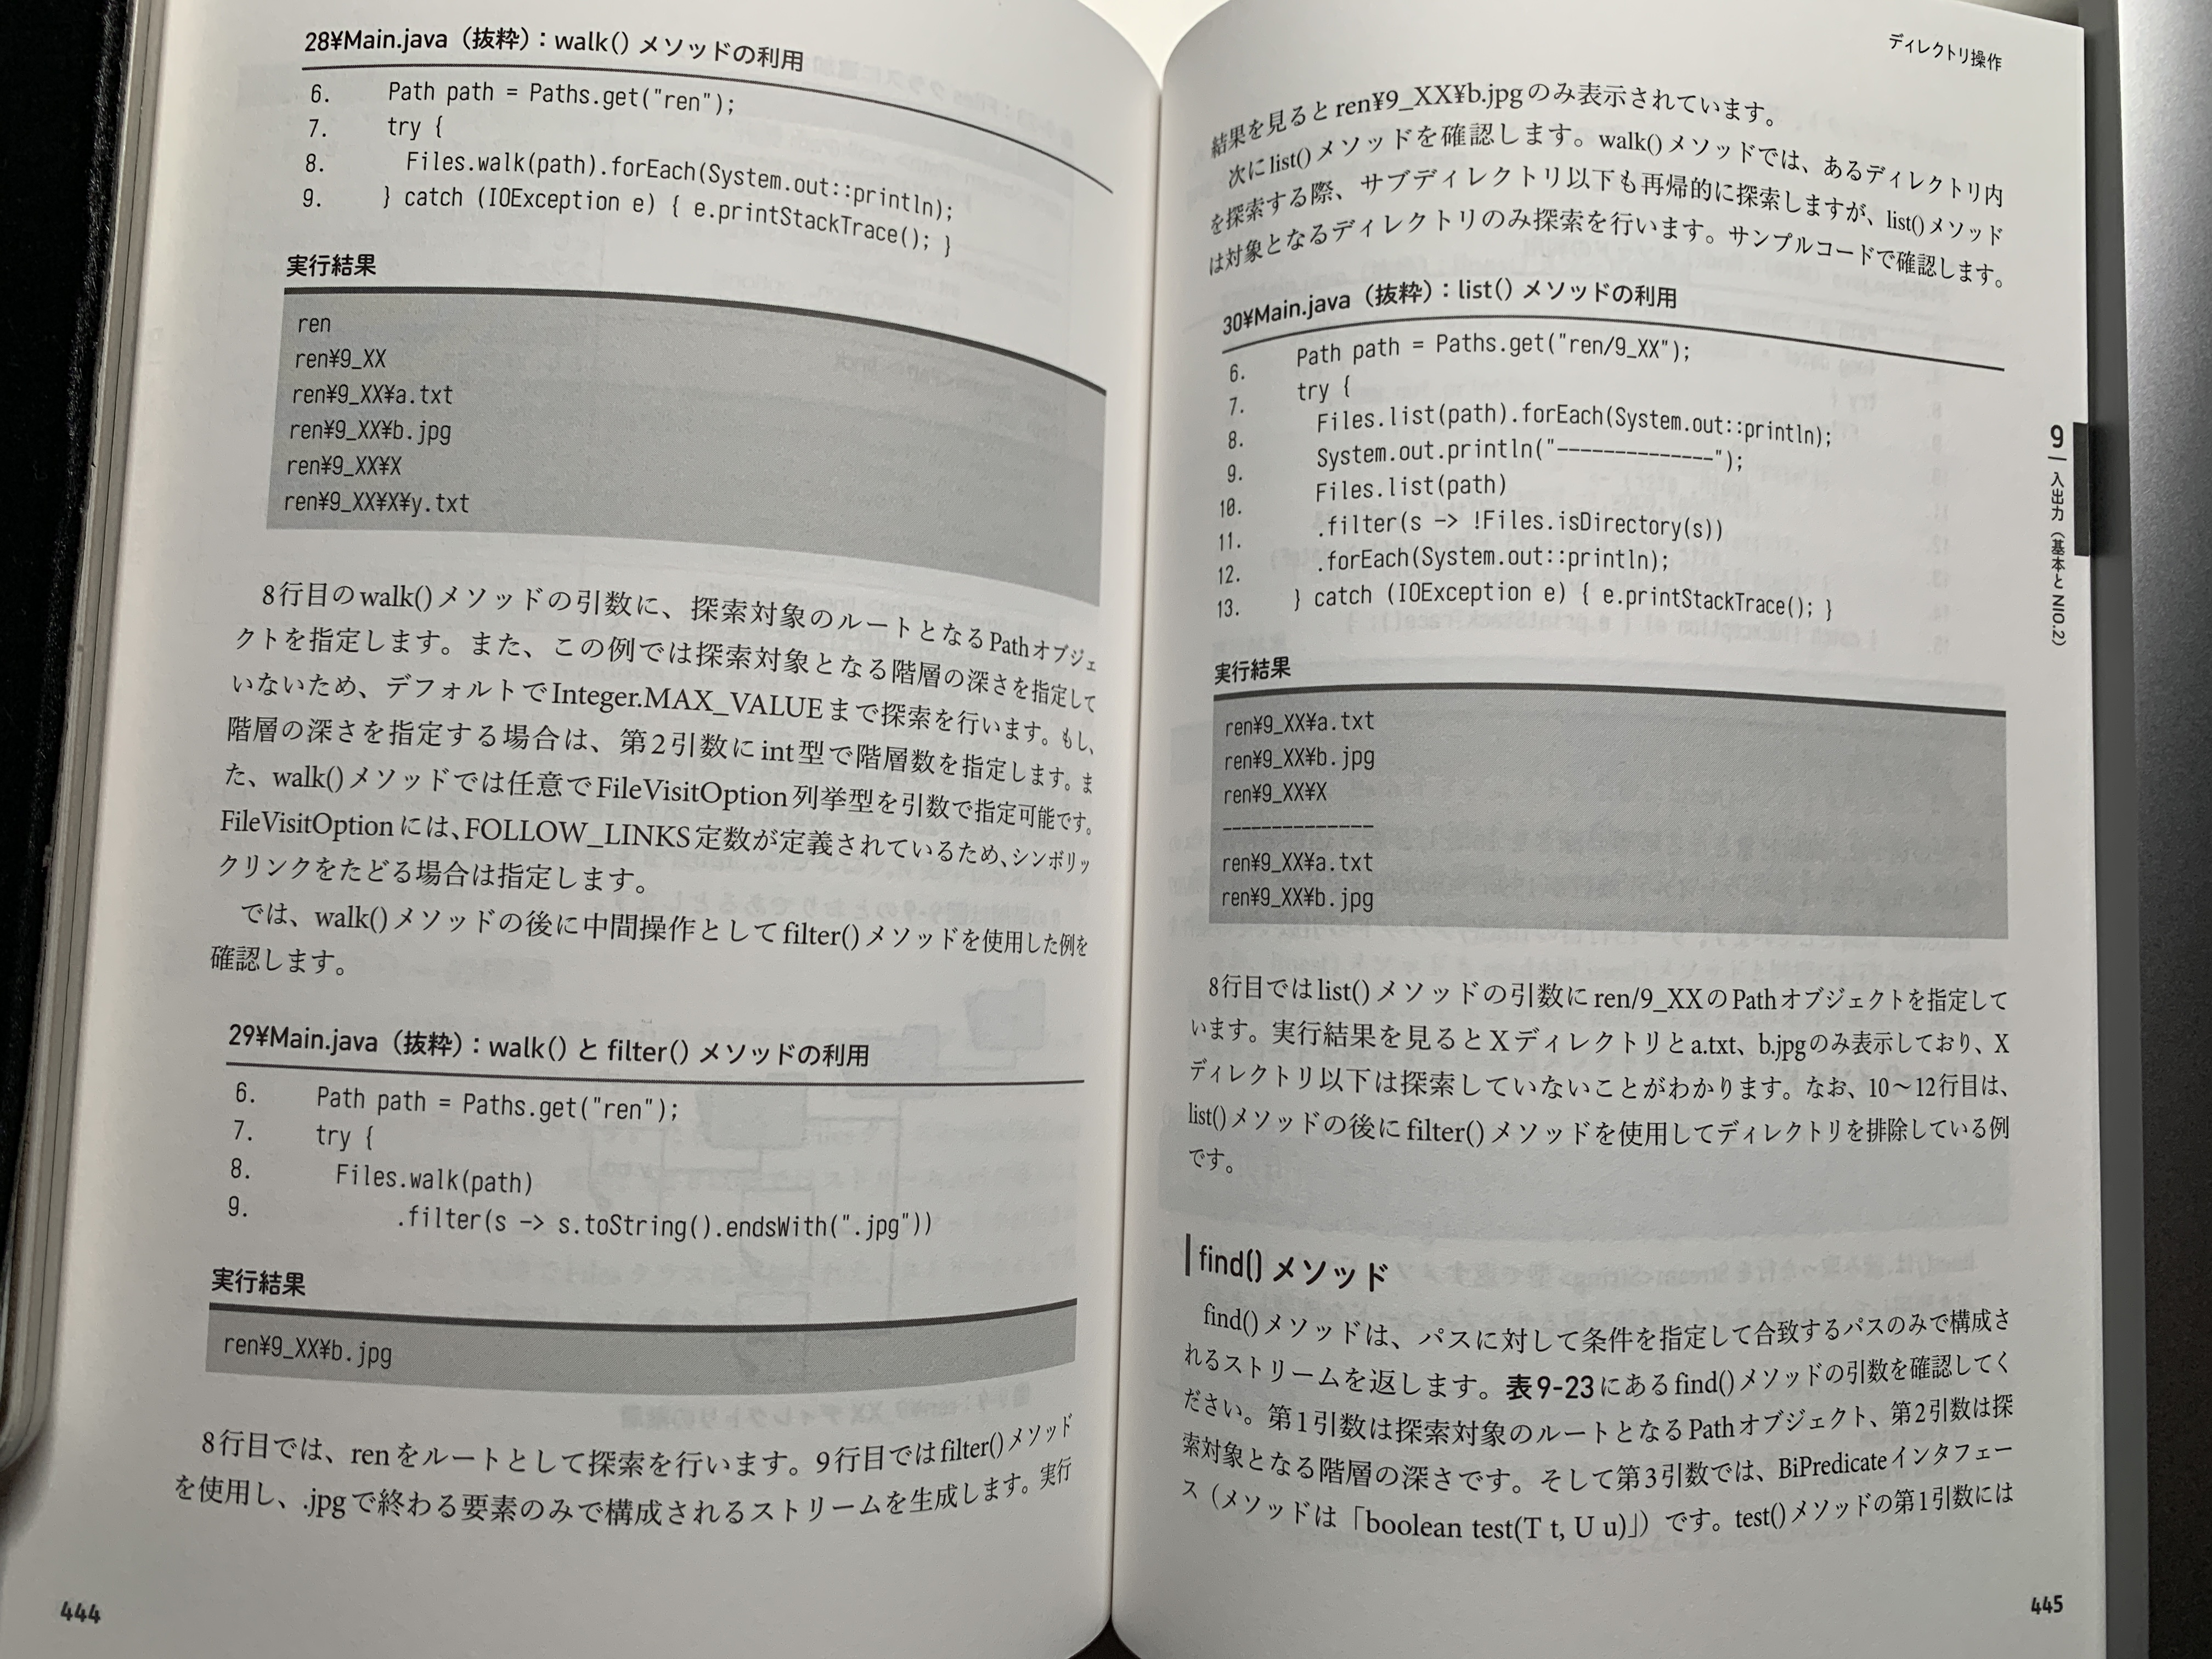 28¥Main.java（抜粋）：walk() メソッドの利用
6. Path path = Paths.get("ren");
7. try {
8. Files.walk(path).forEach(System.out::println);
9. } catch (IOException e) { e.printStackTrace(); }
実行結果
ren
ren¥9_XX
ren¥9_XX¥a.txt
ren¥9_XX¥b.jpg
ren¥9_XX¥X
ren¥9_XX¥X¥y.txt
8行目のwalk()メソッドの引数に、探索対象のルートとなるPathオブジェ
クトを指定します。また、この例では探索対象となる階層の深さを指定して
いないため、デフォルトでInteger.MAX_VALUEまで探索を行います。もし、
階層の深さを指定する場合は、第2引数にint型で階層数を指定します。ま
た、walk()メソッドでは任意でFileVisitOption列挙型を引数で指定可能です。
FileVisitOptionには、FOLLOW_LINKS定数が定義されているため、シンボリッ
クリンクをたどる場合は指定します。
では、walk()メソッドの後に中間操作としてfilter()メソッドを使用した例を
確認します。
29¥Main.java（抜粋）：walk() と filter() メソッドの利用
6. Path path = Paths.get("ren");
7. try {
8. Files.walk(path)
9. .filter(s -> s.toString().endsWith(".jpg"))
実行結果
ren¥9_XX¥b.jpg
8行目では、renをルートとして探索を行います。9行目ではfilter()メソッド
を使用し、.jpgで終わる要素のみで構成されるストリームを生成します。実行
444
ディレクトリ操作
結果を見るとren¥9_XX¥b.jpgのみ表示されています。
次にlist()メソッドを確認します。walk()メソッドでは、あるディレクトリ内
を探索する際、サブディレクトリ以下も再帰的に探索しますが、list()メソッド
は対象となるディレクトリのみ探索を行います。サンプルコードで確認します。
30¥Main.java（抜粋）：list() メソッドの利用
6. Path path = Paths.get("ren/9_XX");
7. try {
8. Files.list(path).forEach(System.out::println);
9. System.out.println("--------------");
10. Files.list(path)
11. .filter(s -> !Files.isDirectory(s))
12. .forEach(System.out::println);
13. } catch (IOException e) { e.printStackTrace(); }
実行結果
ren¥9_XX¥a.txt
ren¥9_XX¥b.jpg
ren¥9_XX¥X
--------------
ren¥9_XX¥a.txt
ren¥9_XX¥b.jpg
8行目ではlist()メソッドの引数にren/9_XXのPathオブジェクトを指定して
います。実行結果を見るとXディレクトリとa.txt、b.jpgのみ表示しており、X
ディレクトリ以下は探索していないことがわかります。なお、10～12行目は、
list()メソッドの後にfilter()メソッドを使用してディレクトリを排除している例
です。
find() メソッド
find()メソッドは、パスに対して条件を指定して合致するパスのみで構成さ
れるストリームを返します。表9-23にあるfind()メソッドの引数を確認してく
ださい。第1引数は探索対象のルートとなるPathオブジェクト、第2引数は探
索対象となる階層の深さです。そして第3引数では、BiPredicateインタフェー
ス（メソッドは「boolean test(T t, U u)」）です。test()メソッドの第1引数には
9 入出力（基本とNIO.2）
445